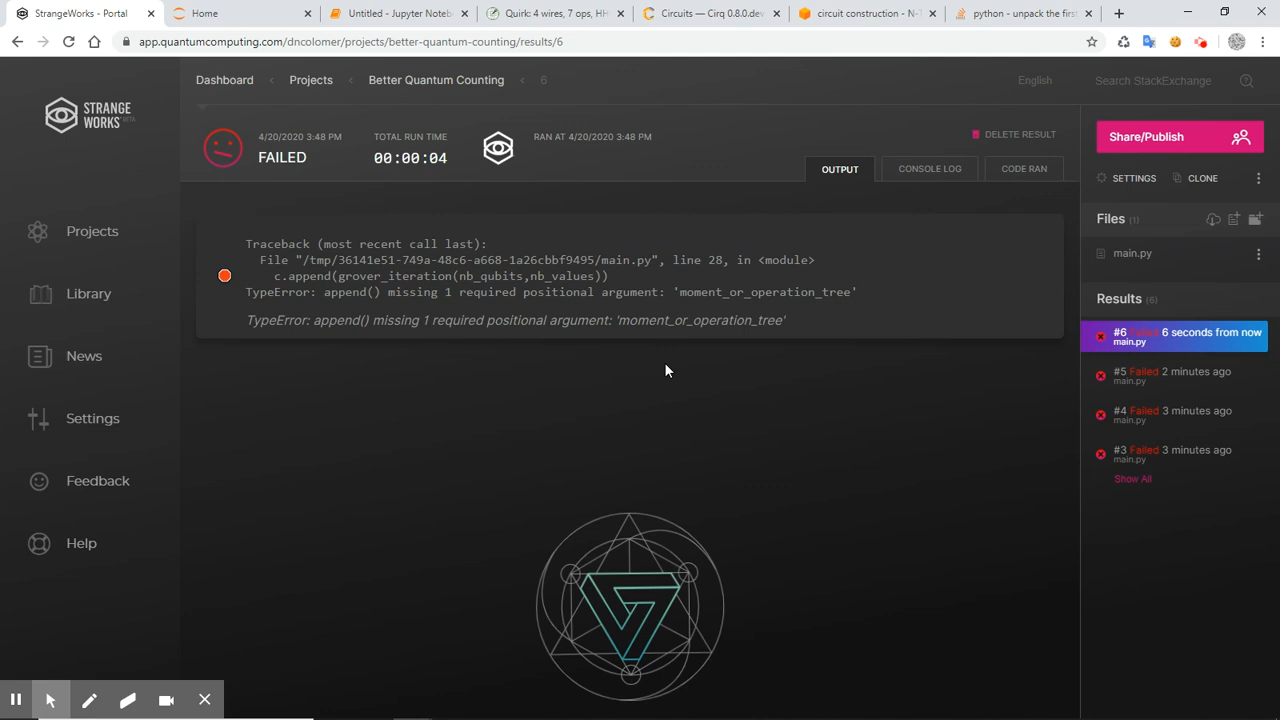 StrangeWorks - Portal
Home
Untitled - Jupyter Noteb
Quirk: 4 wires, 7 ops, HH
Circuits — Cirq 0.8.0.dev
circuit construction - N-T
python - unpack the first
app.quantumcomputing.com/dncolomer/projects/better-quantum-counting/results/6
STRANGE
WORKS BETA
Dashboard
Projects
Better Quantum Counting
6
English
Search StackExchange
4/20/2020 3:48 PM
FAILED
TOTAL RUN TIME
00:00:04
RAN AT 4/20/2020 3:48 PM
DELETE RESULT
OUTPUT
CONSOLE LOG
CODE RAN
Share/Publish
SETTINGS
CLONE
Projects
Library
News
Settings
Feedback
Help
Traceback (most recent call last):
File "/tmp/36141e51-749a-48c6-a668-1a26cbbf9495/main.py", line 28, in <module>
c.append(grover_iteration(nb_qubits,nb_values))
TypeError: append() missing 1 required positional argument: 'moment_or_operation_tree'
TypeError: append() missing 1 required positional argument: 'moment_or_operation_tree'
Files (1)
main.py
Results (6)
#6 Failed 6 seconds from now
main.py
#5 Failed 2 minutes ago
main.py
#4 Failed 3 minutes ago
main.py
#3 Failed 3 minutes ago
main.py
Show All